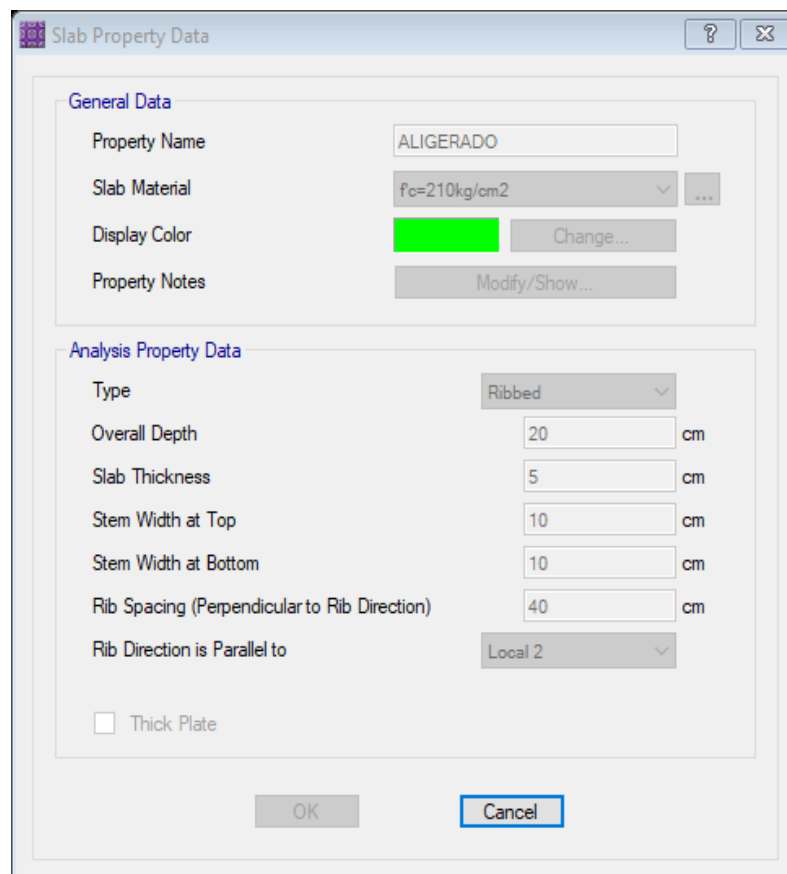 Slab Property Data
General Data
Property Name ALIGERADO
Slab Material f'c=210kg/cm2 ...
Display Color Change...
Property Notes Modify/Show...
Analysis Property Data
Type Ribbed
Overall Depth 20 cm
Slab Thickness 5 cm
Stem Width at Top 10 cm
Stem Width at Bottom 10 cm
Rib Spacing (Perpendicular to Rib Direction) 40 cm
Rib Direction is Parallel to Local 2
Thick Plate
OK Cancel